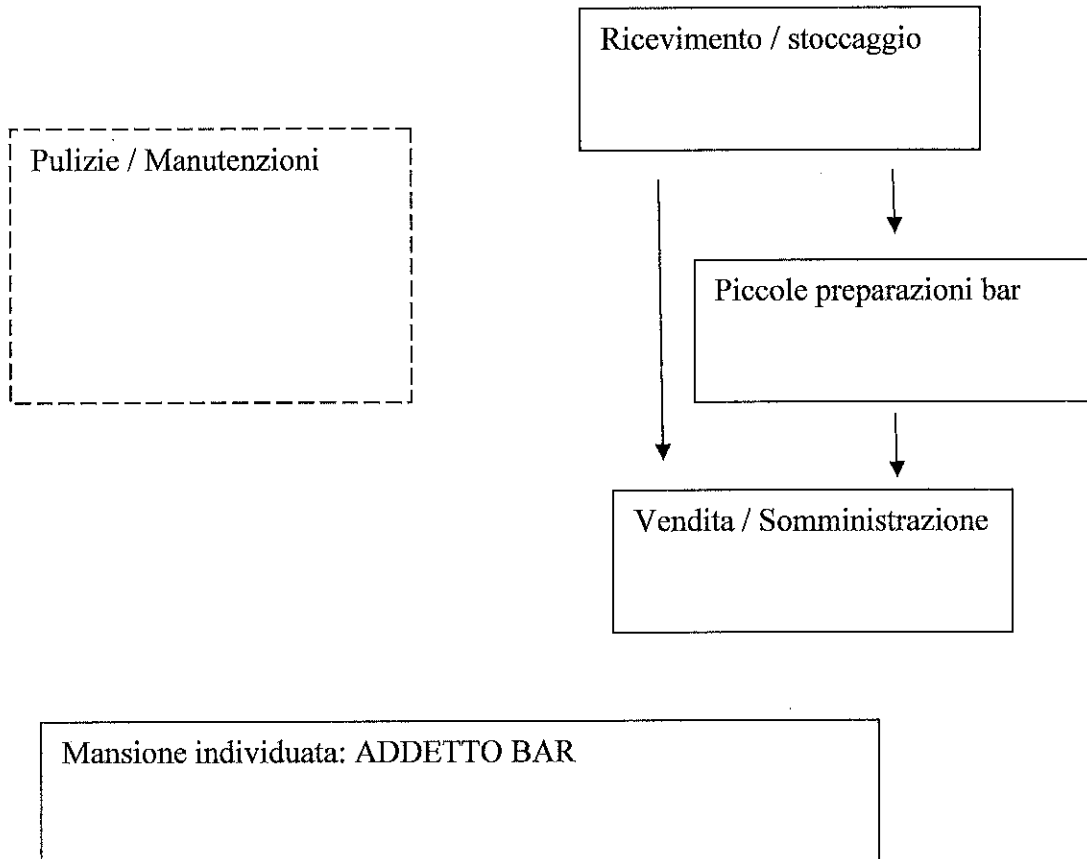 Ricevimento / stoccaggio
Pulizie / Manutenzioni
Piccole preparazioni bar
Vendita / Somministrazione
Mansione individuata: ADDETTO BAR